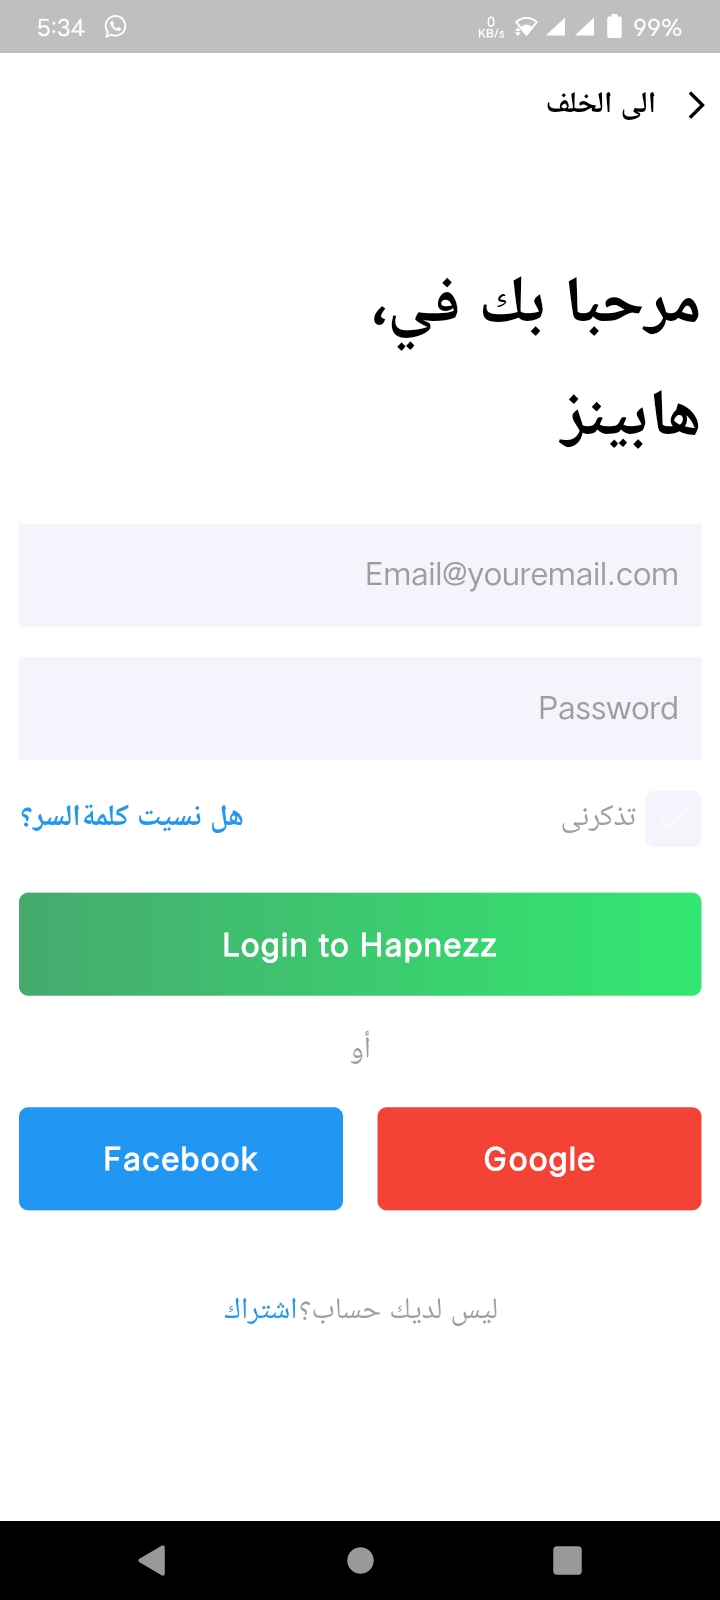 5:34 0 KB/s 99%
الى الخلف
مرحبا بك في،
هابينز
Email@youremail.com
Password
تذكرنى
هل نسيت كلمة السر؟
Login to Hapnezz
أو
Facebook Google
ليس لديك حساب؟اشتراك